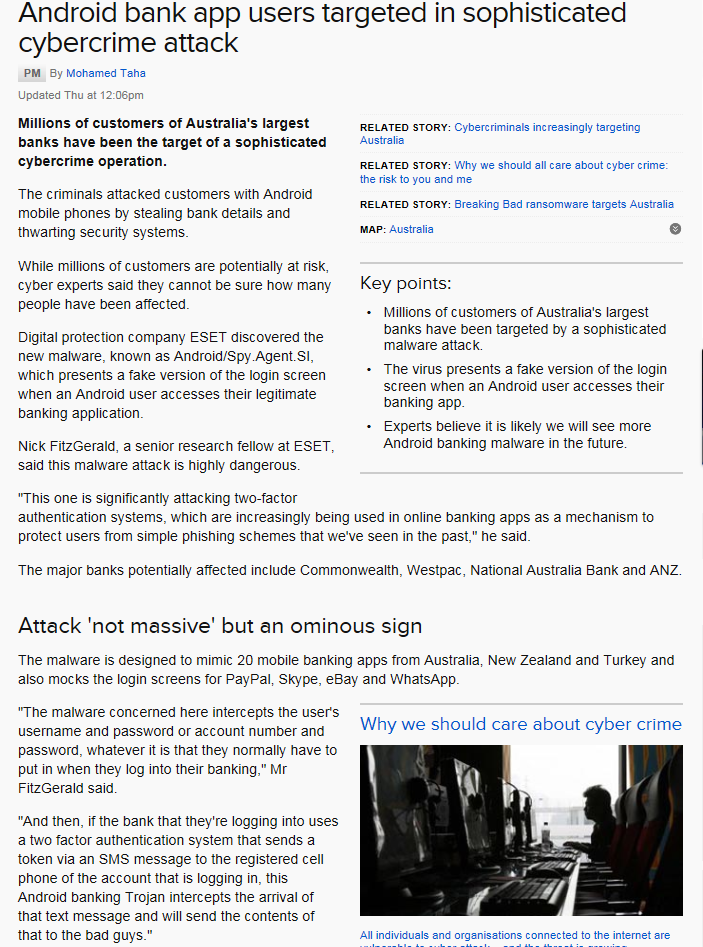 Android bank app users targeted in sophisticated
cybercrime attack
PM By Mohamed Taha
Updated Thu at 12:06pm
Millions of customers of Australia's largest
banks have been the target of a sophisticated
cybercrime operation.
The criminals attacked customers with Android
mobile phones by stealing bank details and
thwarting security systems.
While millions of customers are potentially at risk,
cyber experts said they cannot be sure how many
people have been affected.
Digital protection company ESET discovered the
new malware, known as Android/Spy.Agent.SI,
which presents a fake version of the login screen
when an Android user accesses their legitimate
banking application.
Nick FitzGerald, a senior research fellow at ESET,
said this malware attack is highly dangerous.
RELATED STORY: Cybercriminals increasingly targeting
Australia
RELATED STORY: Why we should all care about cyber crime:
the risk to you and me
RELATED STORY: Breaking Bad ransomware targets Australia
MAP: Australia
Key points:
• Millions of customers of Australia's largest
banks have been targeted by a sophisticated
malware attack.
• The virus presents a fake version of the login
screen when an Android user accesses their
banking app.
• Experts believe it is likely we will see more
Android banking malware in the future.
"This one is significantly attacking two-factor
authentication systems, which are increasingly being used in online banking apps as a mechanism to
protect users from simple phishing schemes that we've seen in the past," he said.
The major banks potentially affected include Commonwealth, Westpac, National Australia Bank and ANZ.
Attack 'not massive' but an ominous sign
The malware is designed to mimic 20 mobile banking apps from Australia, New Zealand and Turkey and
also mocks the login screens for PayPal, Skype, eBay and WhatsApp.
"The malware concerned here intercepts the user's
username and password or account number and
password, whatever it is that they normally have to
put in when they log into their banking," Mr
FitzGerald said.
"And then, if the bank that they're logging into uses
a two factor authentication system that sends a
token via an SMS message to the registered cell
phone of the account that is logging in, this
Android banking Trojan intercepts the arrival of
that text message and will send the contents of
that to the bad guys."
Why we should care about cyber crime
All individuals and organisations connected to the internet are